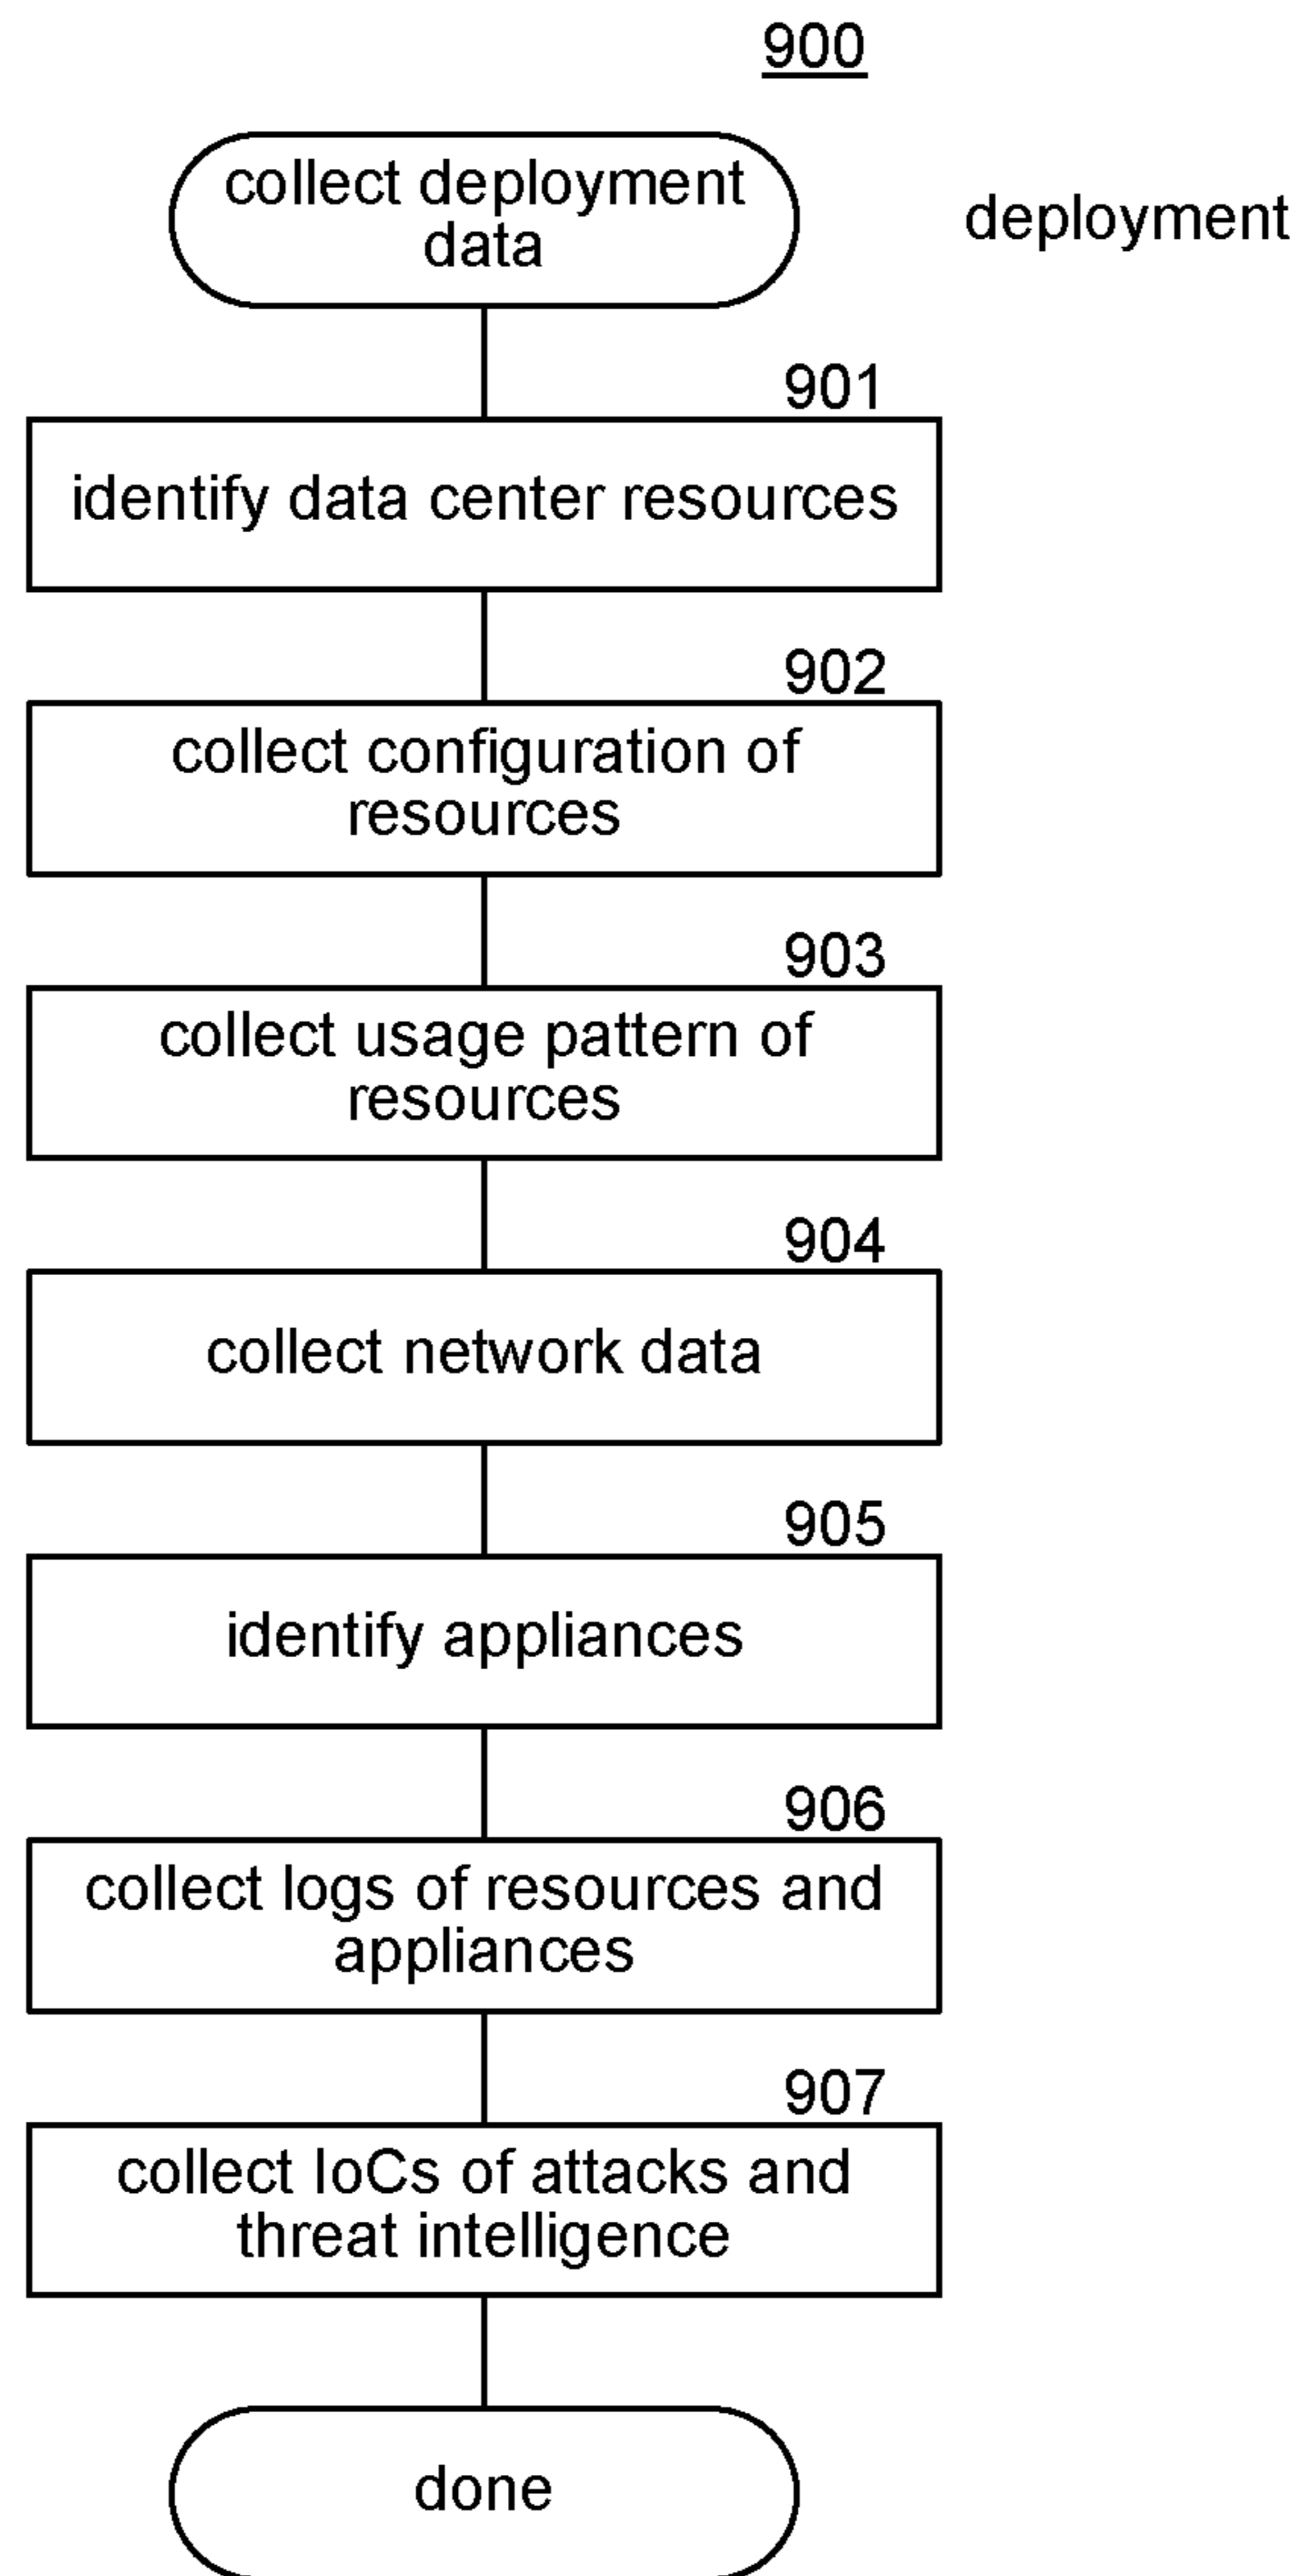 900
collect deployment
data
deployment
901
identify data center resources
902
collect configuration of
resources
903
collect usage pattern of
resources
904
collect network data
905
identify appliances
906
collect logs of resources and
appliances
907
collect IoCs of attacks and
threat intelligence
done